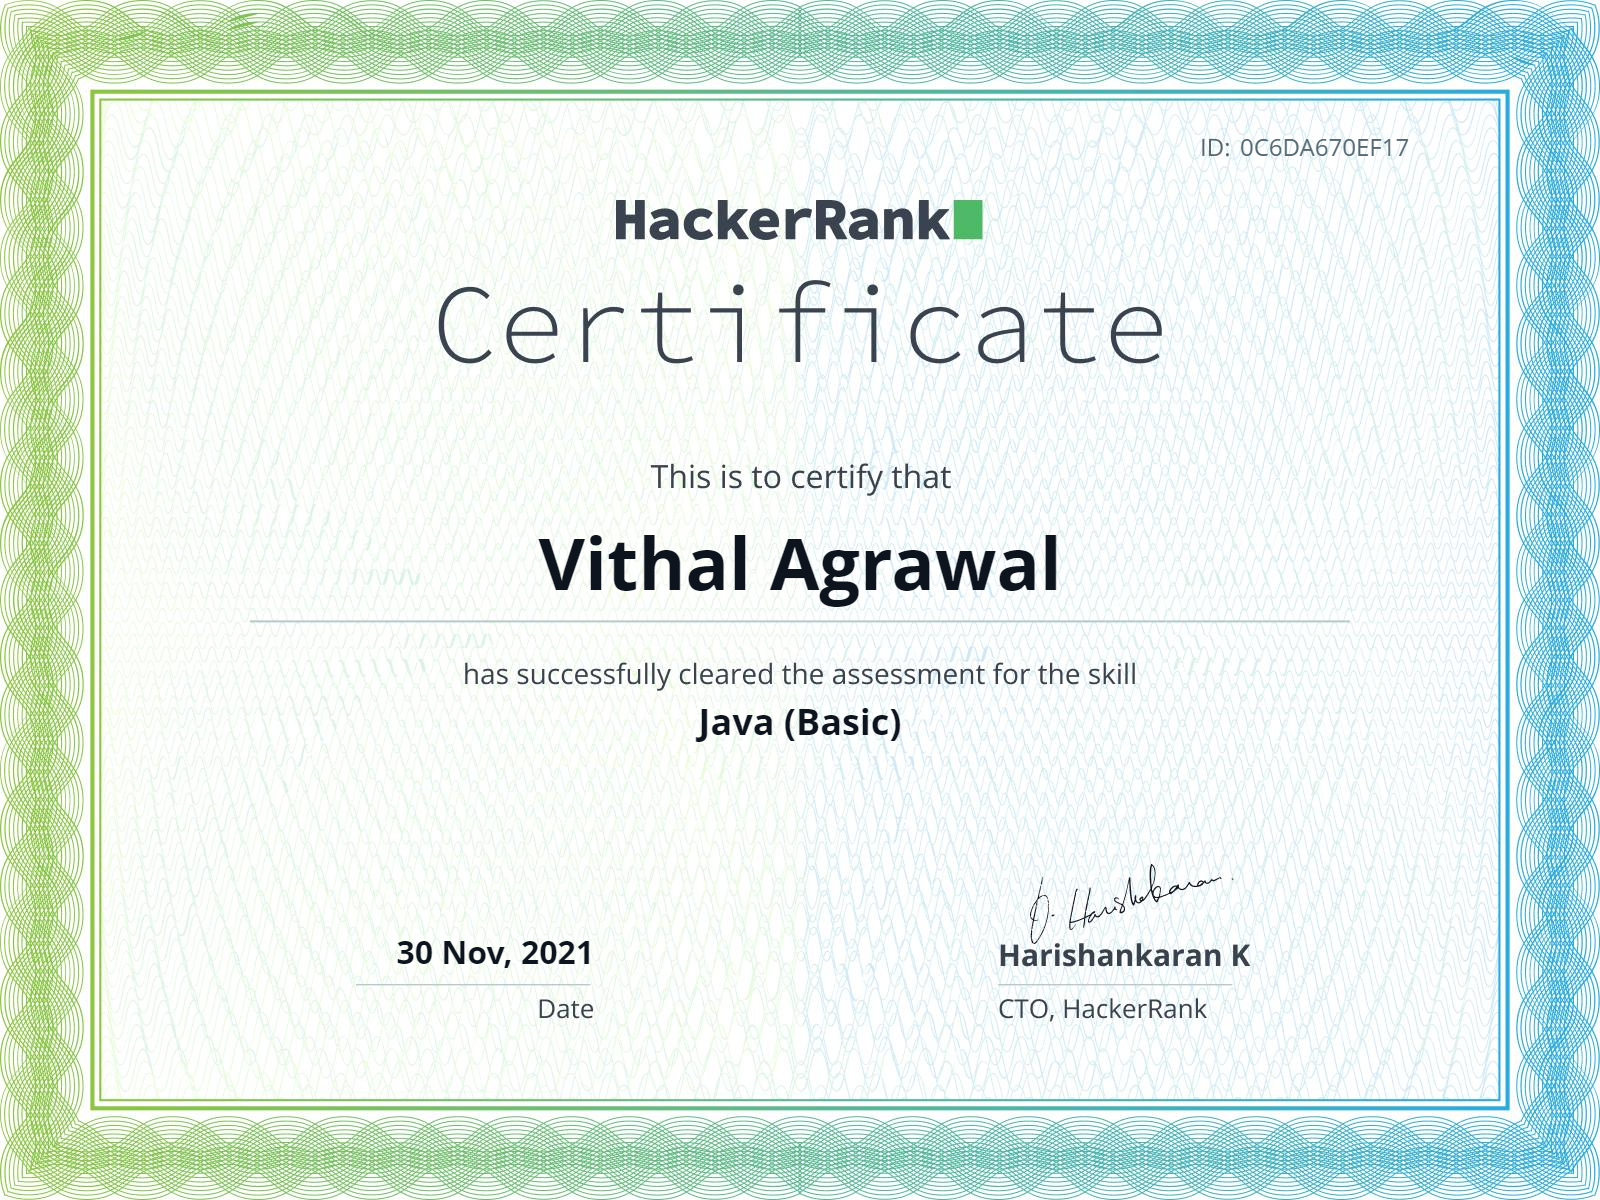 ID: 0C6DA670EF17
HackerRank
Certificate
This is to certify that
Vithal Agrawal
has successfully cleared the assessment for the skill
Java (Basic)
30 Nov, 2021
Date
Harishankaran K
CTO, HackerRank